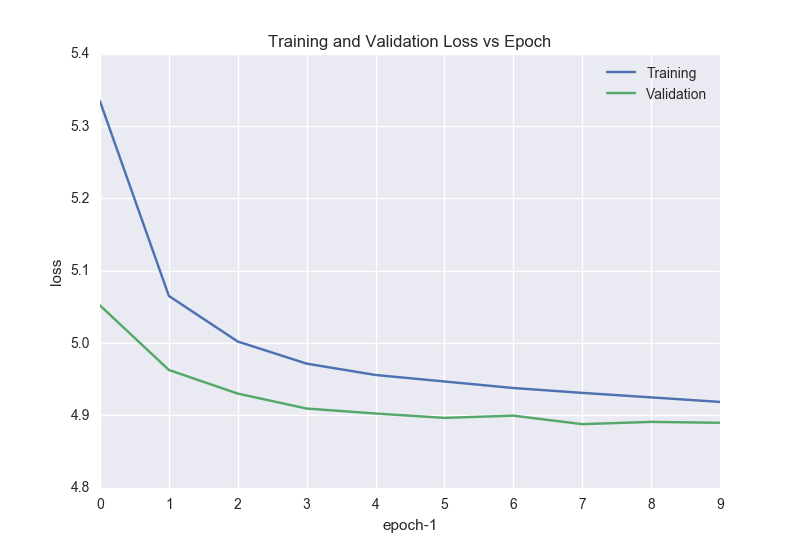 Training and Validation Loss vs Epoch
5.4
5.3
5.2
5.1
5.0
4.9
4.8
loss
Training
Validation
0 1 2 3 4 5 6 7 8 9
epoch-1